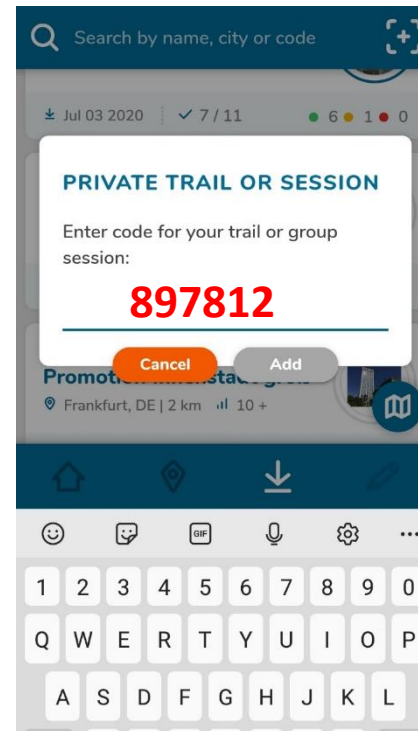 Search by name, city or code
Jul 03 2020 7 / 11 6 1 0
PRIVATE TRAIL OR SESSION
Enter code for your trail or group
session:
897812
Cancel Add
Frankfurt, DE | 2 km 10 +
GIF
1 2 3 4 5 6 7 8 9 0
Q W E R T Y U I O P
A S D F G H J K L